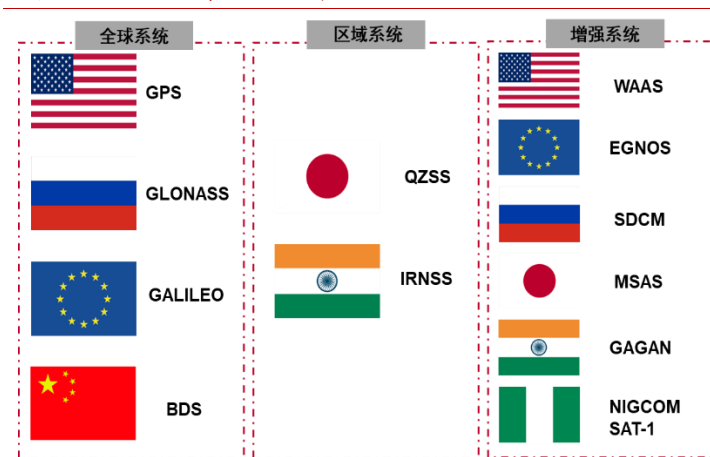 全球系统
GPS
GLONASS
GALILEO
BDS
区域系统
QZSS
IRNSS
增强系统
WAAS
EGNOS
SDCM
MSAS
GAGAN
NIGCOM
SAT-1